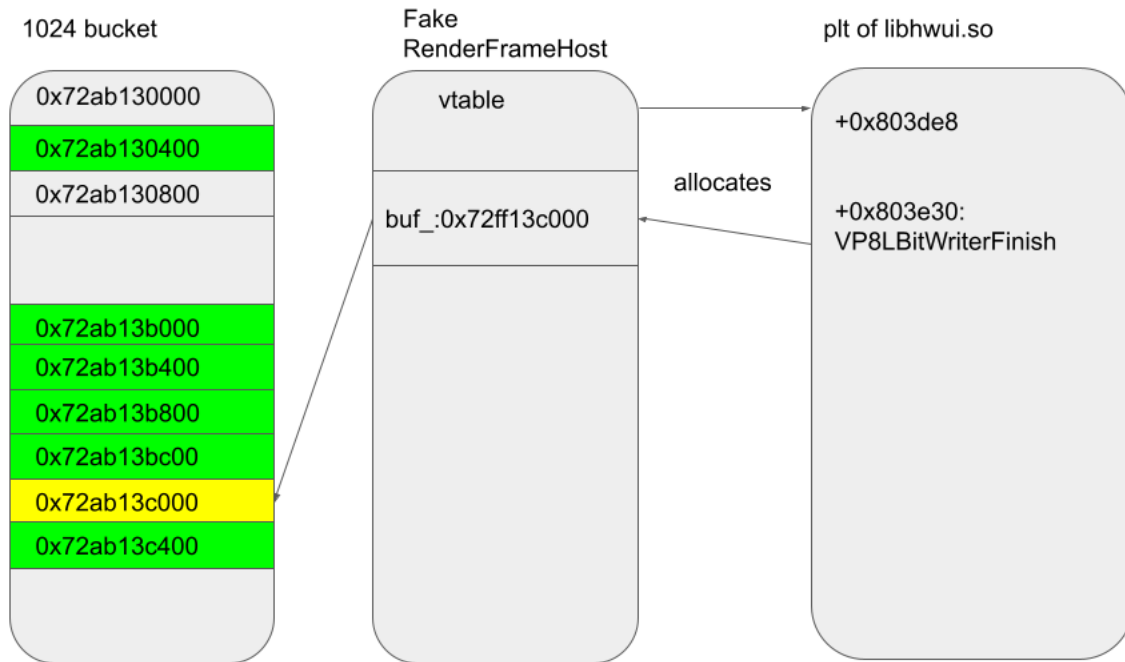 1024 bucket
0x72ab130000
0x72ab130400
0x72ab130800
0x72ab13b000
0x72ab13b400
0x72ab13b800
0x72ab13bc00
0x72ab13c000
0x72ab13c400
Fake
RenderFrameHost
vtable
buf_:0x72ff13c000
allocates
plt of libhwui.so
+0x803de8
+0x803e30:
VP8LBitWriterFinish